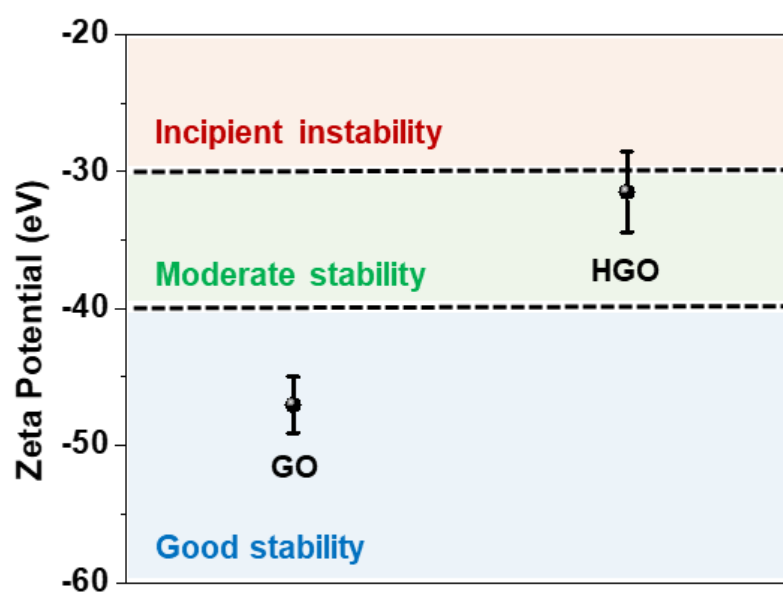 Zeta Potential (eV)
-20
-30
-40
-50
-60
Incipient instability
Moderate stability
HGO
GO
Good stability